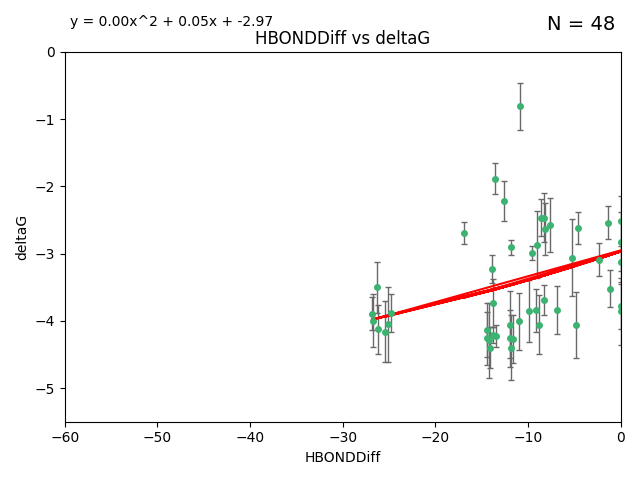 y = 0.00x^2 + 0.05x + -2.97
N = 48
HBONDDiff vs deltaG
0
−1
−2
−3
−4
−5
deltaG
−60
−50
−40
−30
−20
−10
0
HBONDDiff